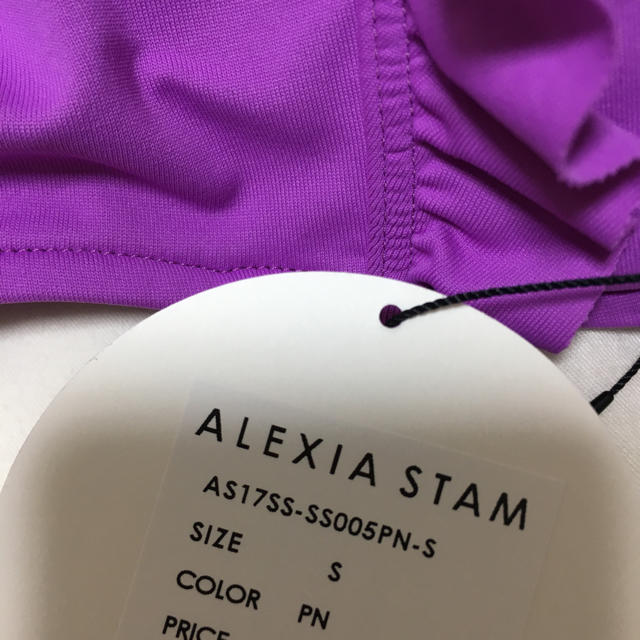 ALEXIA STAM
AS17SS-SS005PN-S
SIZE S
COLOR PN
PRICE